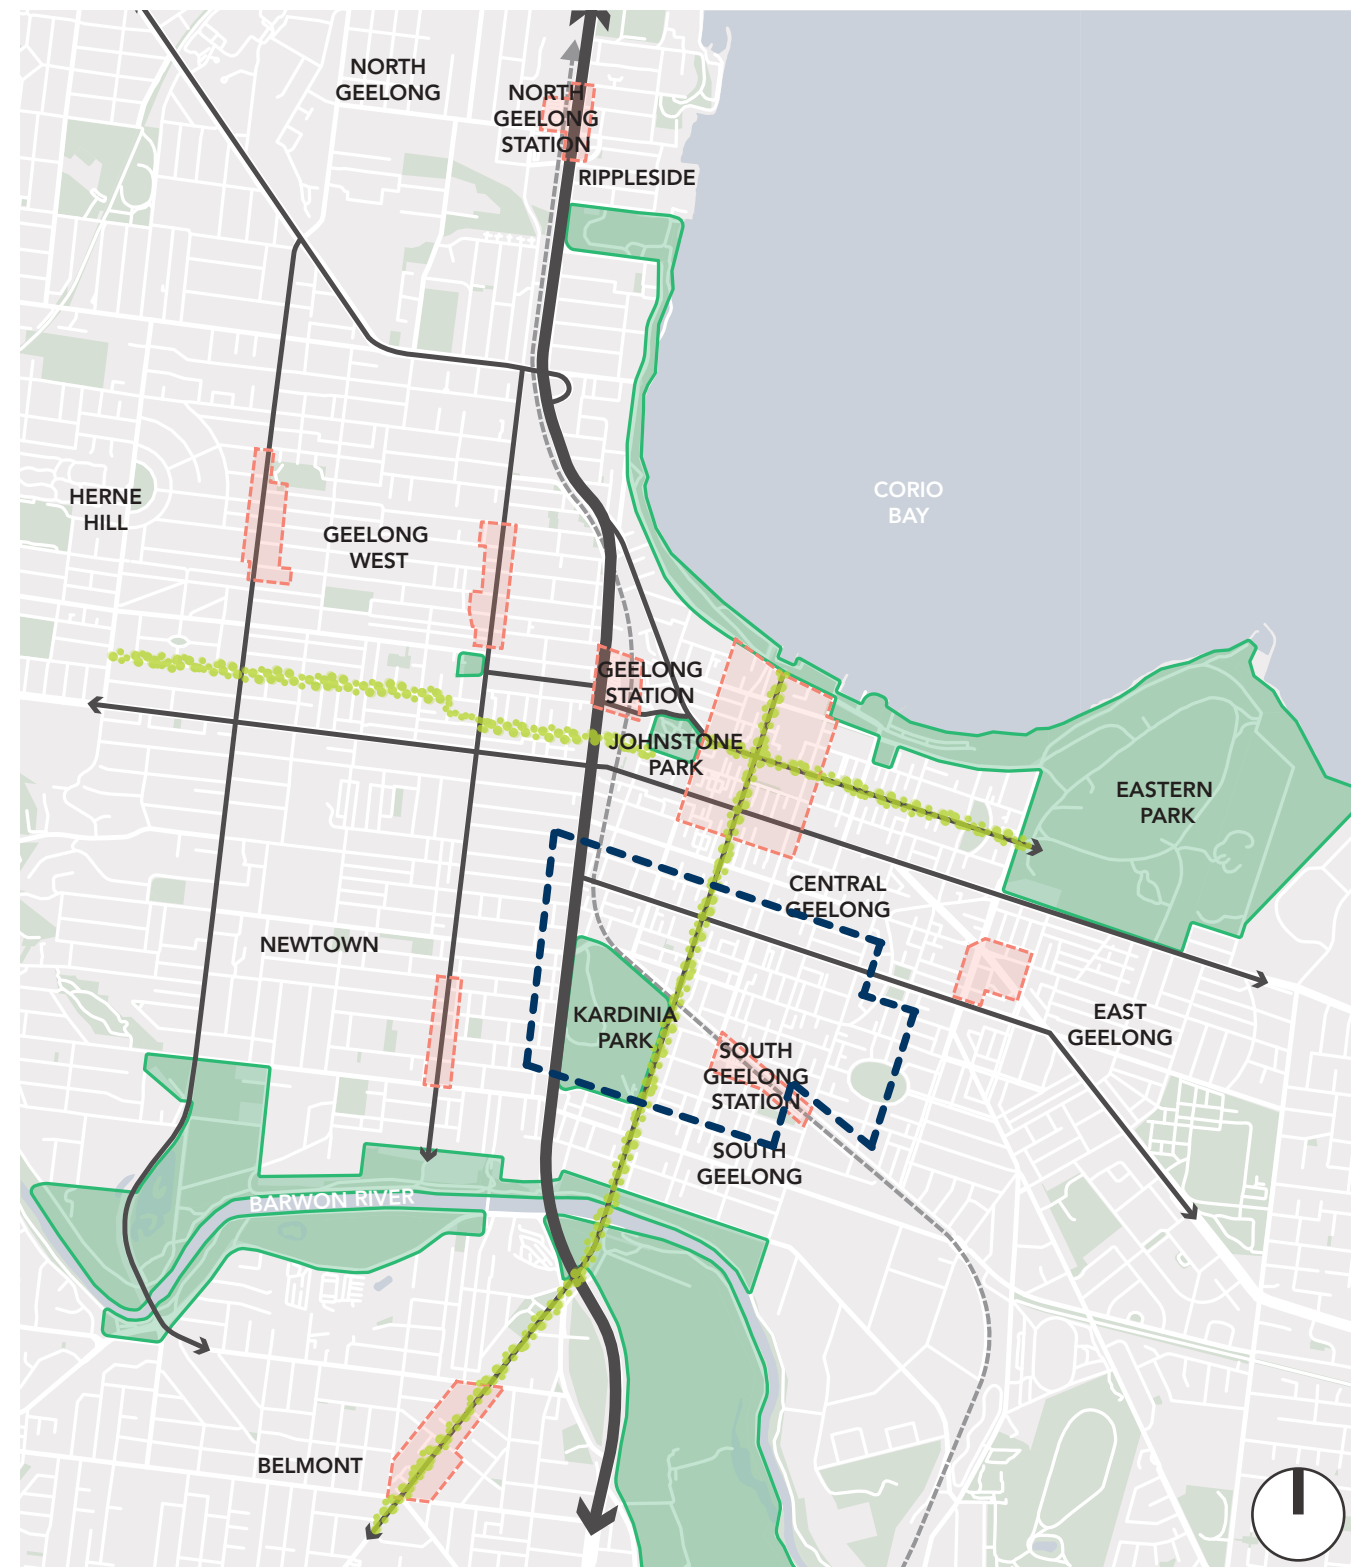 NORTH
GEELONG
NORTH
GEELONG
STATION
RIPPLESIDE
HERNE
HILL
GEELONG
WEST
CORIO
BAY
GEELONG
STATION
JOHNSTONE
PARK
EASTERN
PARK
CENTRAL
GEELONG
NEWTOWN
KARDINIA
PARK
EAST
GEELONG
SOUTH
GEELONG
STATION
SOUTH
GEELONG
BARWON RIVER
BELMONT